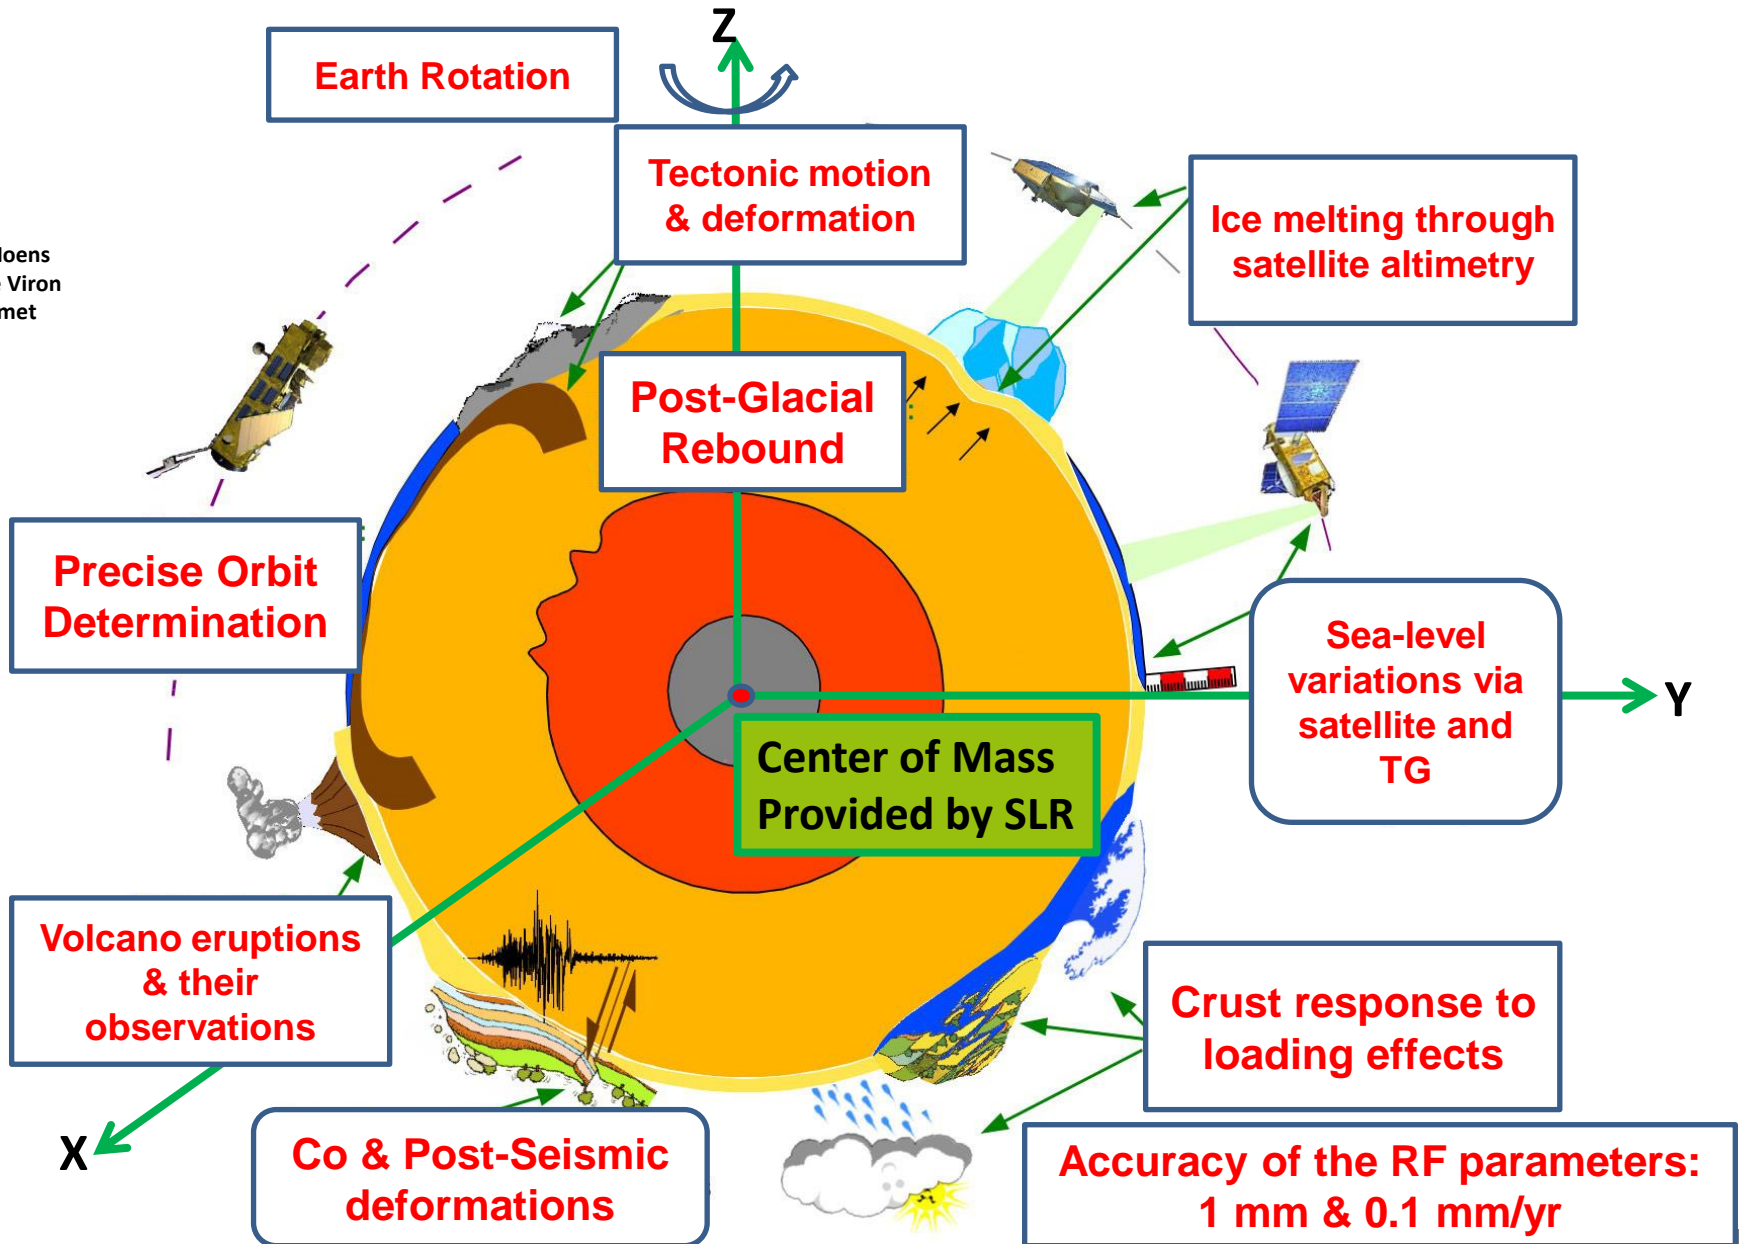 Z
Earth Rotation
Tectonic motion
& deformation
Ice melting through
satellite altimetry
Viron
Post-Glacial
Rebound
Precise Orbit
Determination
Sea-level
variations via
satellite and
TG
Y
Center of Mass
Provided by SLR
Volcano eruptions
& their
observations
Crust response to
loading effects
X
Co & Post-Seismic
deformations
Accuracy of the RF parameters:
1 mm & 0.1 mm/yr